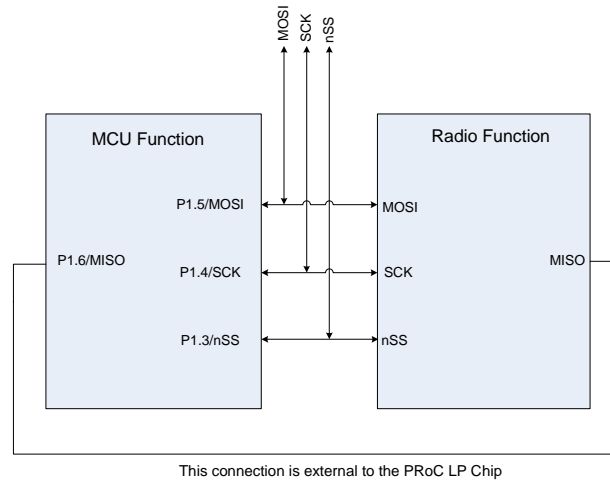 MOSI
SCK
nSS
MCU Function
Radio Function
P1.5/MOSI
MOSI
P1.6/MISO
MISO
P1.4/SCK
SCK
P1.3/nSS
nSS
This connection is external to the PRoC LP Chip